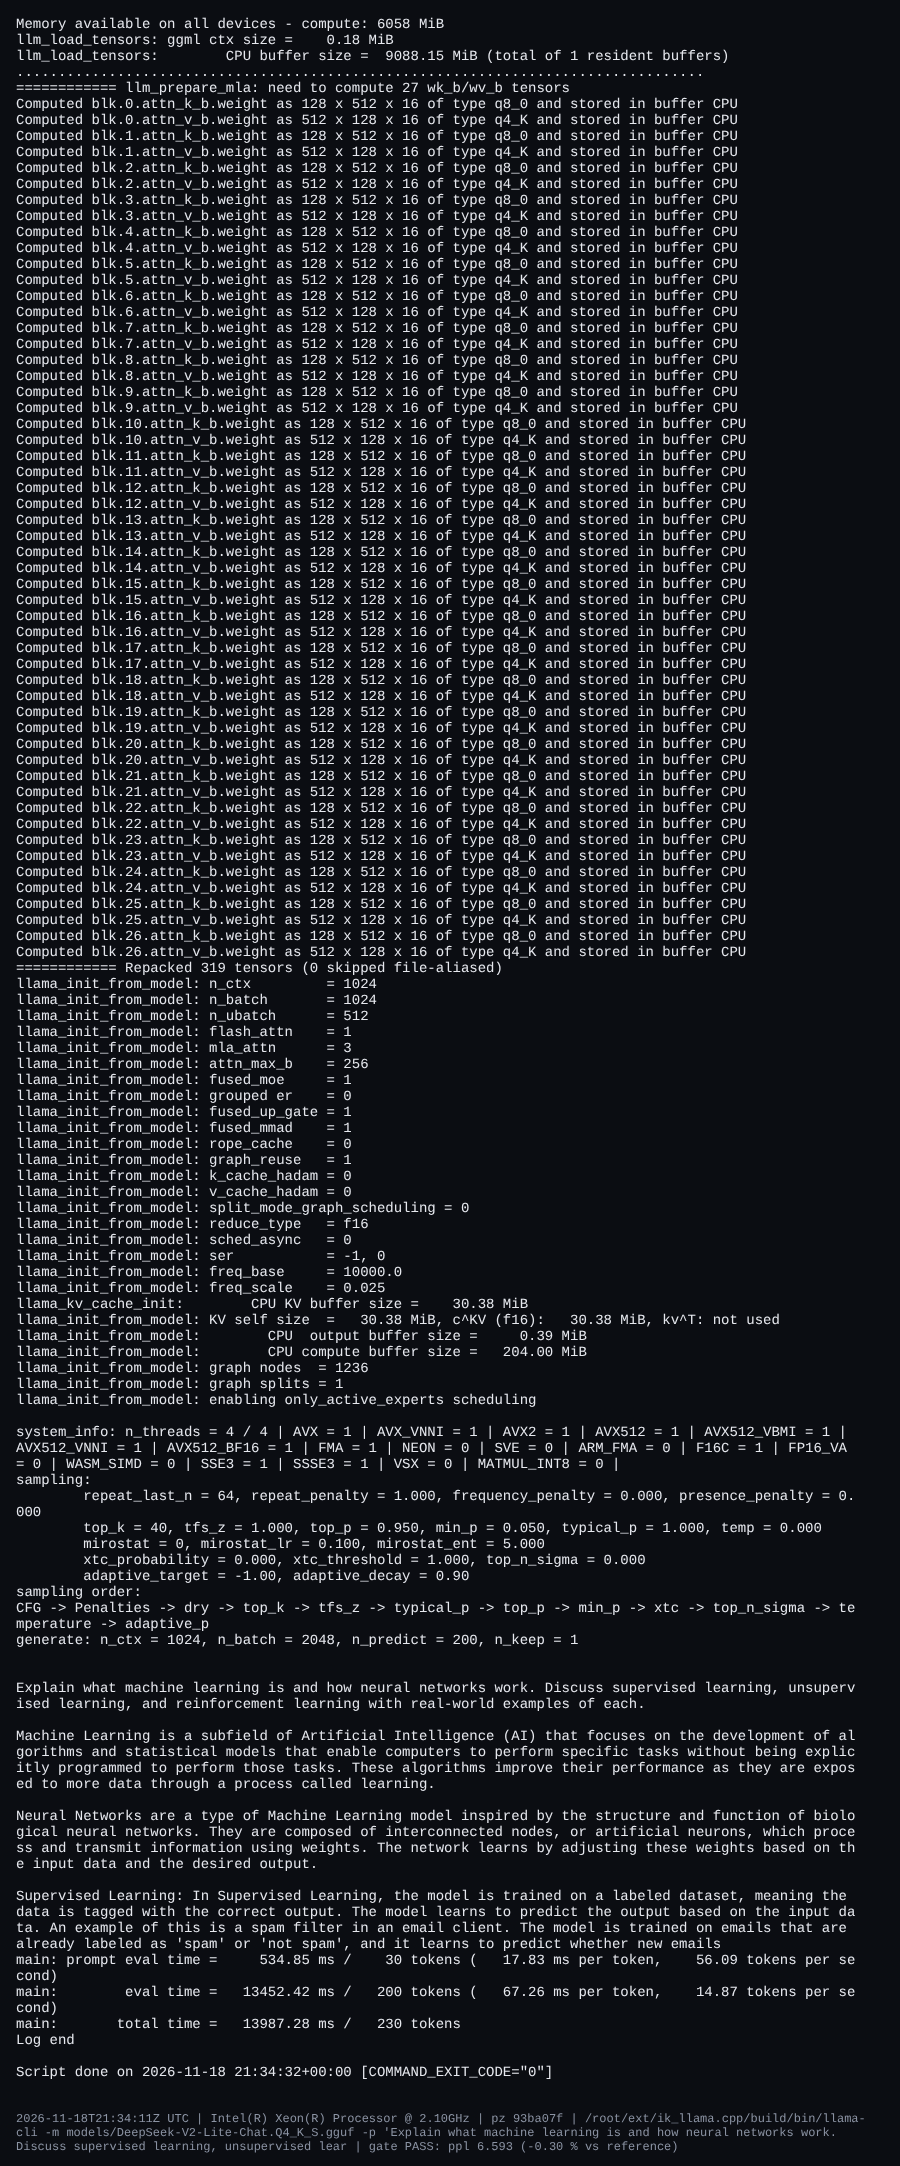 Memory available on all devices - compute: 6058 MiB
llm_load_tensors: ggml ctx size =    0.18 MiB
llm_load_tensors:        CPU buffer size =  9088.15 MiB (total of 1 resident buffers)
..................................................................................
============ llm_prepare_mla: need to compute 27 wk_b/wv_b tensors
Computed blk.0.attn_k_b.weight as 128 x 512 x 16 of type q8_0 and stored in buffer CPU
Computed blk.0.attn_v_b.weight as 512 x 128 x 16 of type q4_K and stored in buffer CPU
Computed blk.1.attn_k_b.weight as 128 x 512 x 16 of type q8_0 and stored in buffer CPU
Computed blk.1.attn_v_b.weight as 512 x 128 x 16 of type q4_K and stored in buffer CPU
Computed blk.2.attn_k_b.weight as 128 x 512 x 16 of type q8_0 and stored in buffer CPU
Computed blk.2.attn_v_b.weight as 512 x 128 x 16 of type q4_K and stored in buffer CPU
Computed blk.3.attn_k_b.weight as 128 x 512 x 16 of type q8_0 and stored in buffer CPU
Computed blk.3.attn_v_b.weight as 512 x 128 x 16 of type q4_K and stored in buffer CPU
Computed blk.4.attn_k_b.weight as 128 x 512 x 16 of type q8_0 and stored in buffer CPU
Computed blk.4.attn_v_b.weight as 512 x 128 x 16 of type q4_K and stored in buffer CPU
Computed blk.5.attn_k_b.weight as 128 x 512 x 16 of type q8_0 and stored in buffer CPU
Computed blk.5.attn_v_b.weight as 512 x 128 x 16 of type q4_K and stored in buffer CPU
Computed blk.6.attn_k_b.weight as 128 x 512 x 16 of type q8_0 and stored in buffer CPU
Computed blk.6.attn_v_b.weight as 512 x 128 x 16 of type q4_K and stored in buffer CPU
Computed blk.7.attn_k_b.weight as 128 x 512 x 16 of type q8_0 and stored in buffer CPU
Computed blk.7.attn_v_b.weight as 512 x 128 x 16 of type q4_K and stored in buffer CPU
Computed blk.8.attn_k_b.weight as 128 x 512 x 16 of type q8_0 and stored in buffer CPU
Computed blk.8.attn_v_b.weight as 512 x 128 x 16 of type q4_K and stored in buffer CPU
Computed blk.9.attn_k_b.weight as 128 x 512 x 16 of type q8_0 and stored in buffer CPU
Computed blk.9.attn_v_b.weight as 512 x 128 x 16 of type q4_K and stored in buffer CPU
Computed blk.10.attn_k_b.weight as 128 x 512 x 16 of type q8_0 and stored in buffer CPU
Computed blk.10.attn_v_b.weight as 512 x 128 x 16 of type q4_K and stored in buffer CPU
Computed blk.11.attn_k_b.weight as 128 x 512 x 16 of type q8_0 and stored in buffer CPU
Computed blk.11.attn_v_b.weight as 512 x 128 x 16 of type q4_K and stored in buffer CPU
Computed blk.12.attn_k_b.weight as 128 x 512 x 16 of type q8_0 and stored in buffer CPU
Computed blk.12.attn_v_b.weight as 512 x 128 x 16 of type q4_K and stored in buffer CPU
Computed blk.13.attn_k_b.weight as 128 x 512 x 16 of type q8_0 and stored in buffer CPU
Computed blk.13.attn_v_b.weight as 512 x 128 x 16 of type q4_K and stored in buffer CPU
Computed blk.14.attn_k_b.weight as 128 x 512 x 16 of type q8_0 and stored in buffer CPU
Computed blk.14.attn_v_b.weight as 512 x 128 x 16 of type q4_K and stored in buffer CPU
Computed blk.15.attn_k_b.weight as 128 x 512 x 16 of type q8_0 and stored in buffer CPU
Computed blk.15.attn_v_b.weight as 512 x 128 x 16 of type q4_K and stored in buffer CPU
Computed blk.16.attn_k_b.weight as 128 x 512 x 16 of type q8_0 and stored in buffer CPU
Computed blk.16.attn_v_b.weight as 512 x 128 x 16 of type q4_K and stored in buffer CPU
Computed blk.17.attn_k_b.weight as 128 x 512 x 16 of type q8_0 and stored in buffer CPU
Computed blk.17.attn_v_b.weight as 512 x 128 x 16 of type q4_K and stored in buffer CPU
Computed blk.18.attn_k_b.weight as 128 x 512 x 16 of type q8_0 and stored in buffer CPU
Computed blk.18.attn_v_b.weight as 512 x 128 x 16 of type q4_K and stored in buffer CPU
Computed blk.19.attn_k_b.weight as 128 x 512 x 16 of type q8_0 and stored in buffer CPU
Computed blk.19.attn_v_b.weight as 512 x 128 x 16 of type q4_K and stored in buffer CPU
Computed blk.20.attn_k_b.weight as 128 x 512 x 16 of type q8_0 and stored in buffer CPU
Computed blk.20.attn_v_b.weight as 512 x 128 x 16 of type q4_K and stored in buffer CPU
Computed blk.21.attn_k_b.weight as 128 x 512 x 16 of type q8_0 and stored in buffer CPU
Computed blk.21.attn_v_b.weight as 512 x 128 x 16 of type q4_K and stored in buffer CPU
Computed blk.22.attn_k_b.weight as 128 x 512 x 16 of type q8_0 and stored in buffer CPU
Computed blk.22.attn_v_b.weight as 512 x 128 x 16 of type q4_K and stored in buffer CPU
Computed blk.23.attn_k_b.weight as 128 x 512 x 16 of type q8_0 and stored in buffer CPU
Computed blk.23.attn_v_b.weight as 512 x 128 x 16 of type q4_K and stored in buffer CPU
Computed blk.24.attn_k_b.weight as 128 x 512 x 16 of type q8_0 and stored in buffer CPU
Computed blk.24.attn_v_b.weight as 512 x 128 x 16 of type q4_K and stored in buffer CPU
Computed blk.25.attn_k_b.weight as 128 x 512 x 16 of type q8_0 and stored in buffer CPU
Computed blk.25.attn_v_b.weight as 512 x 128 x 16 of type q4_K and stored in buffer CPU
Computed blk.26.attn_k_b.weight as 128 x 512 x 16 of type q8_0 and stored in buffer CPU
Computed blk.26.attn_v_b.weight as 512 x 128 x 16 of type q4_K and stored in buffer CPU
============ Repacked 319 tensors (0 skipped file-aliased)
llama_init_from_model: n_ctx         = 1024
llama_init_from_model: n_batch       = 1024
llama_init_from_model: n_ubatch      = 512
llama_init_from_model: flash_attn    = 1
llama_init_from_model: mla_attn      = 3
llama_init_from_model: attn_max_b    = 256
llama_init_from_model: fused_moe     = 1
llama_init_from_model: grouped er    = 0
llama_init_from_model: fused_up_gate = 1
llama_init_from_model: fused_mmad    = 1
llama_init_from_model: rope_cache    = 0
llama_init_from_model: graph_reuse   = 1
llama_init_from_model: k_cache_hadam = 0
llama_init_from_model: v_cache_hadam = 0
llama_init_from_model: split_mode_graph_scheduling = 0
llama_init_from_model: reduce_type   = f16
llama_init_from_model: sched_async   = 0
llama_init_from_model: ser           = -1, 0
llama_init_from_model: freq_base     = 10000.0
llama_init_from_model: freq_scale    = 0.025
llama_kv_cache_init:        CPU KV buffer size =    30.38 MiB
llama_init_from_model: KV self size  =   30.38 MiB, c^KV (f16):   30.38 MiB, kv^T: not used
llama_init_from_model:        CPU  output buffer size =     0.39 MiB
llama_init_from_model:        CPU compute buffer size =   204.00 MiB
llama_init_from_model: graph nodes  = 1236
llama_init_from_model: graph splits = 1
llama_init_from_model: enabling only_active_experts scheduling

system_info: n_threads = 4 / 4 | AVX = 1 | AVX_VNNI = 1 | AVX2 = 1 | AVX512 = 1 | AVX512_VBMI = 1 |
AVX512_VNNI = 1 | AVX512_BF16 = 1 | FMA = 1 | NEON = 0 | SVE = 0 | ARM_FMA = 0 | F16C = 1 | FP16_VA
= 0 | WASM_SIMD = 0 | SSE3 = 1 | SSSE3 = 1 | VSX = 0 | MATMUL_INT8 = 0 |
sampling:
        repeat_last_n = 64, repeat_penalty = 1.000, frequency_penalty = 0.000, presence_penalty = 0.
000
        top_k = 40, tfs_z = 1.000, top_p = 0.950, min_p = 0.050, typical_p = 1.000, temp = 0.000
        mirostat = 0, mirostat_lr = 0.100, mirostat_ent = 5.000
        xtc_probability = 0.000, xtc_threshold = 1.000, top_n_sigma = 0.000
        adaptive_target = -1.00, adaptive_decay = 0.90
sampling order:
CFG -> Penalties -> dry -> top_k -> tfs_z -> typical_p -> top_p -> min_p -> xtc -> top_n_sigma -> te
mperature -> adaptive_p
generate: n_ctx = 1024, n_batch = 2048, n_predict = 200, n_keep = 1

Explain what machine learning is and how neural networks work. Discuss supervised learning, unsuperv
ised learning, and reinforcement learning with real-world examples of each.

Machine Learning is a subfield of Artificial Intelligence (AI) that focuses on the development of al
gorithms and statistical models that enable computers to perform specific tasks without being explic
itly programmed to perform those tasks. These algorithms improve their performance as they are expos
ed to more data through a process called learning.

Neural Networks are a type of Machine Learning model inspired by the structure and function of biolo
gical neural networks. They are composed of interconnected nodes, or artificial neurons, which proce
ss and transmit information using weights. The network learns by adjusting these weights based on th
e input data and the desired output.

Supervised Learning: In Supervised Learning, the model is trained on a labeled dataset, meaning the
data is tagged with the correct output. The model learns to predict the output based on the input da
ta. An example of this is a spam filter in an email client. The model is trained on emails that are
already labeled as 'spam' or 'not spam', and it learns to predict whether new emails
main: prompt eval time =     534.85 ms /    30 tokens (   17.83 ms per token,    56.09 tokens per se
cond)
main:        eval time =   13452.42 ms /   200 tokens (   67.26 ms per token,    14.87 tokens per se
cond)
main:       total time =   13987.28 ms /   230 tokens
Log end

Script done on 2026-11-18 21:34:32+00:00 [COMMAND_EXIT_CODE="0"]

2026-11-18T21:34:11Z UTC | Intel(R) Xeon(R) Processor @ 2.10GHz | pz 93ba07f | /root/ext/ik_llama.cpp/build/bin/llama-
cli -m models/DeepSeek-V2-Lite-Chat.Q4_K_S.gguf -p 'Explain what machine learning is and how neural networks work.
Discuss supervised learning, unsupervised lear | gate PASS: ppl 6.593 (-0.30 % vs reference)